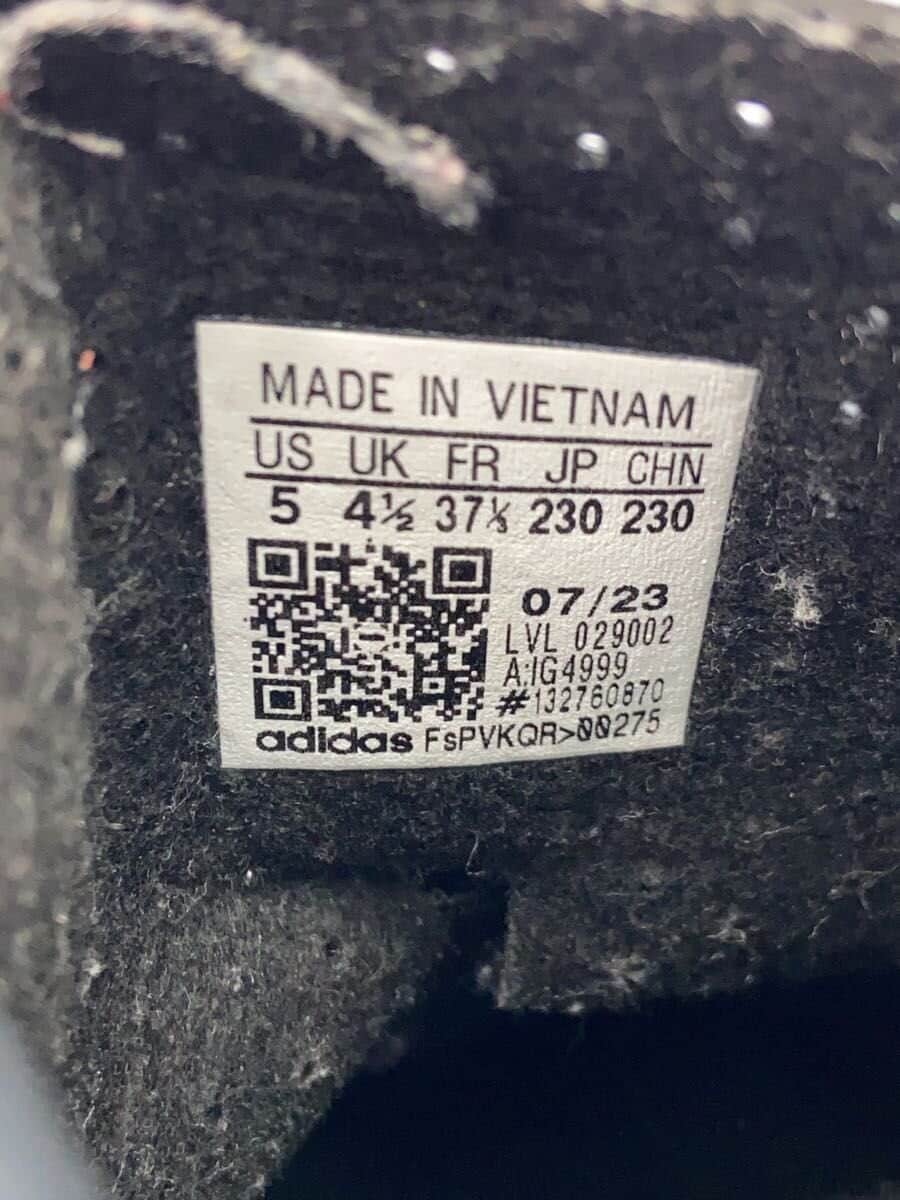 MADE IN VIETNAM
US UK FR JP CHN
5 4½ 37⅓ 230 230
07/23
LVL 029002
A:IG4999
#132760870
adidas FsPVKQR>00275